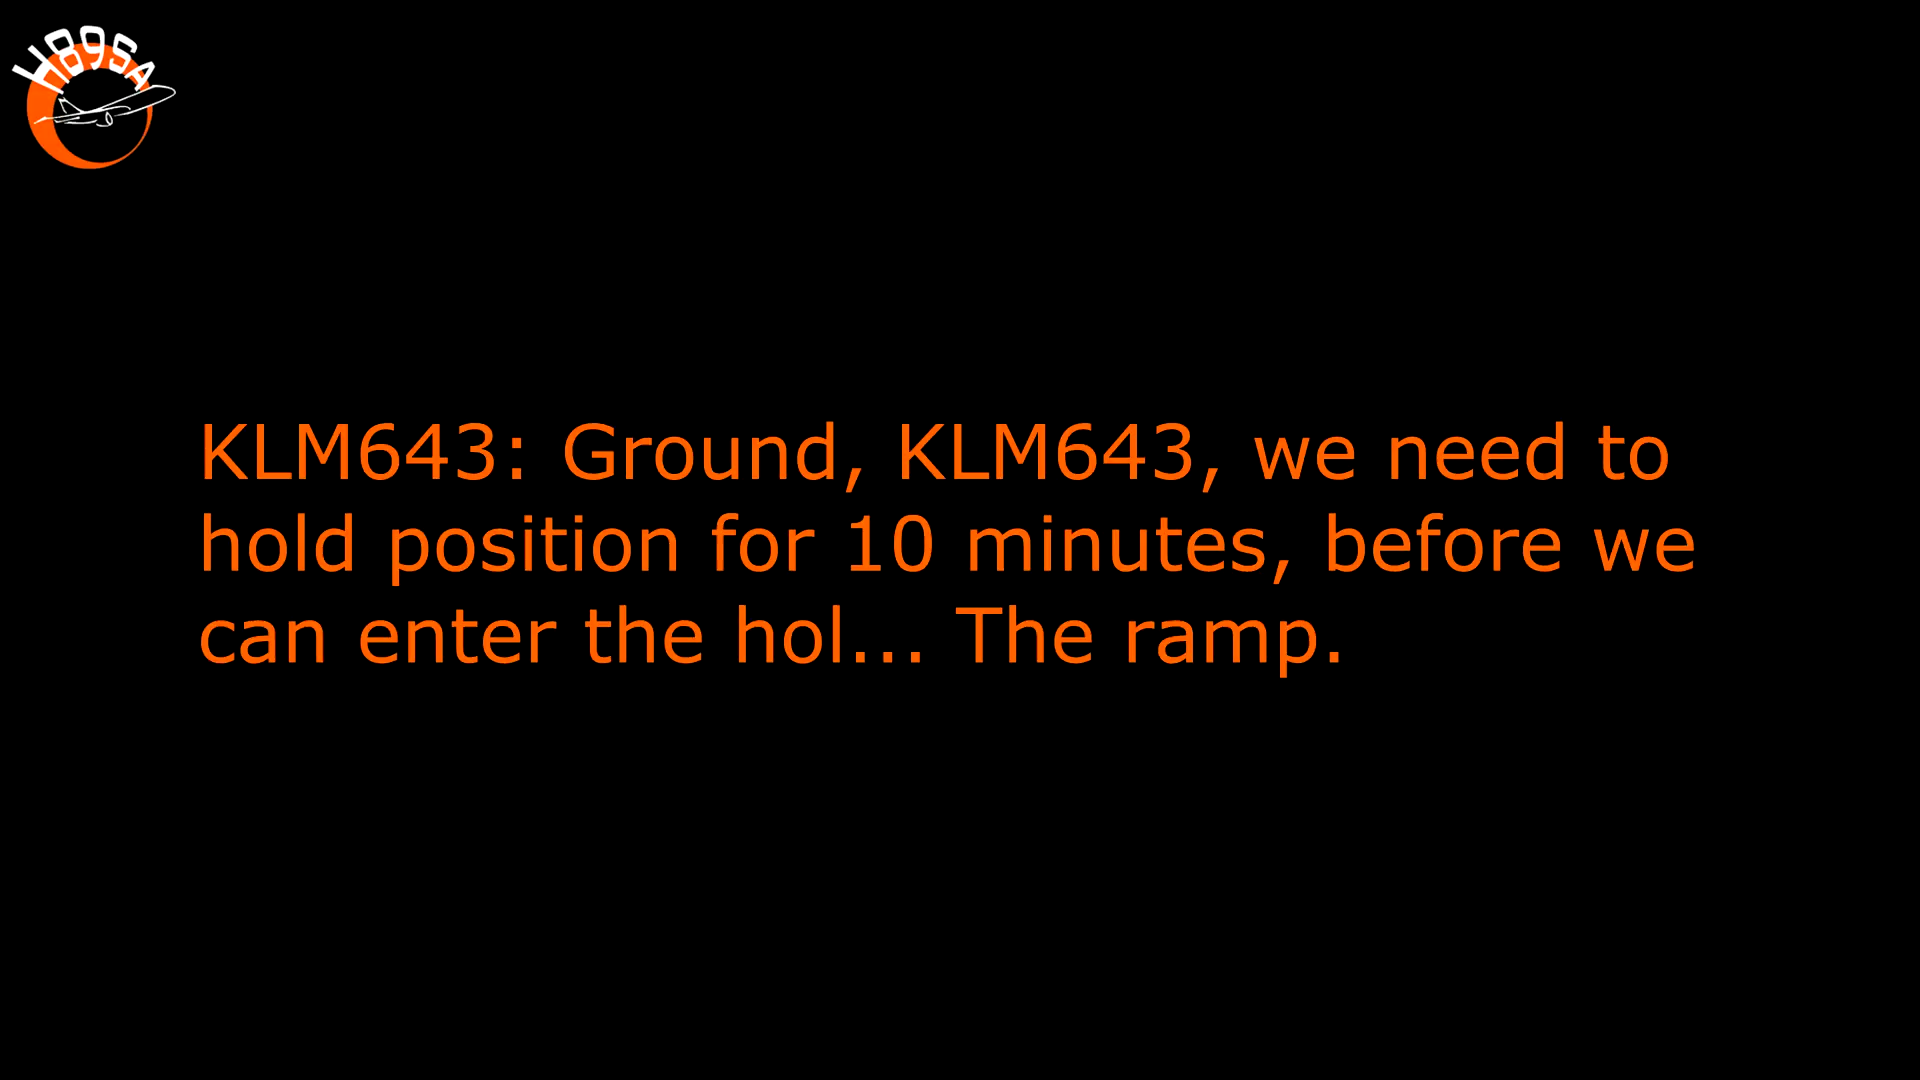 H89SA
KLM643: Ground, KLM643, we need to
hold position for 10 minutes, before we
can enter the hol... The ramp.